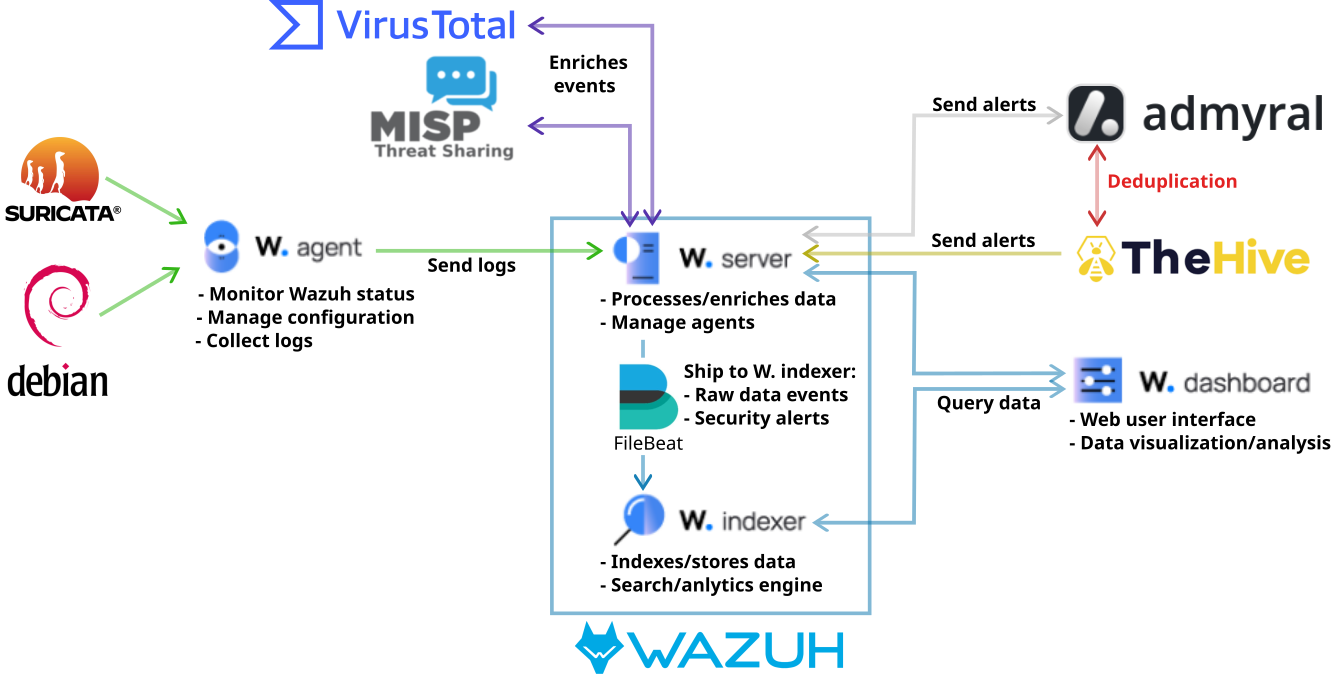 VirusTotal
Enriches
events
MISP
Threat Sharing
Send alerts
admyral
Deduplication
SURICATA®
W. agent
Send logs
- Monitor Wazuh status
- Manage configuration
- Collect logs
W. server
- Processes/enriches data
- Manage agents
Send alerts
TheHive
debian
Ship to W. indexer:
- Raw data events
- Security alerts
FileBeat
Query data
W. dashboard
- Web user interface
- Data visualization/analysis
W. indexer
- Indexes/stores data
- Search/anlytics engine
WAZUH